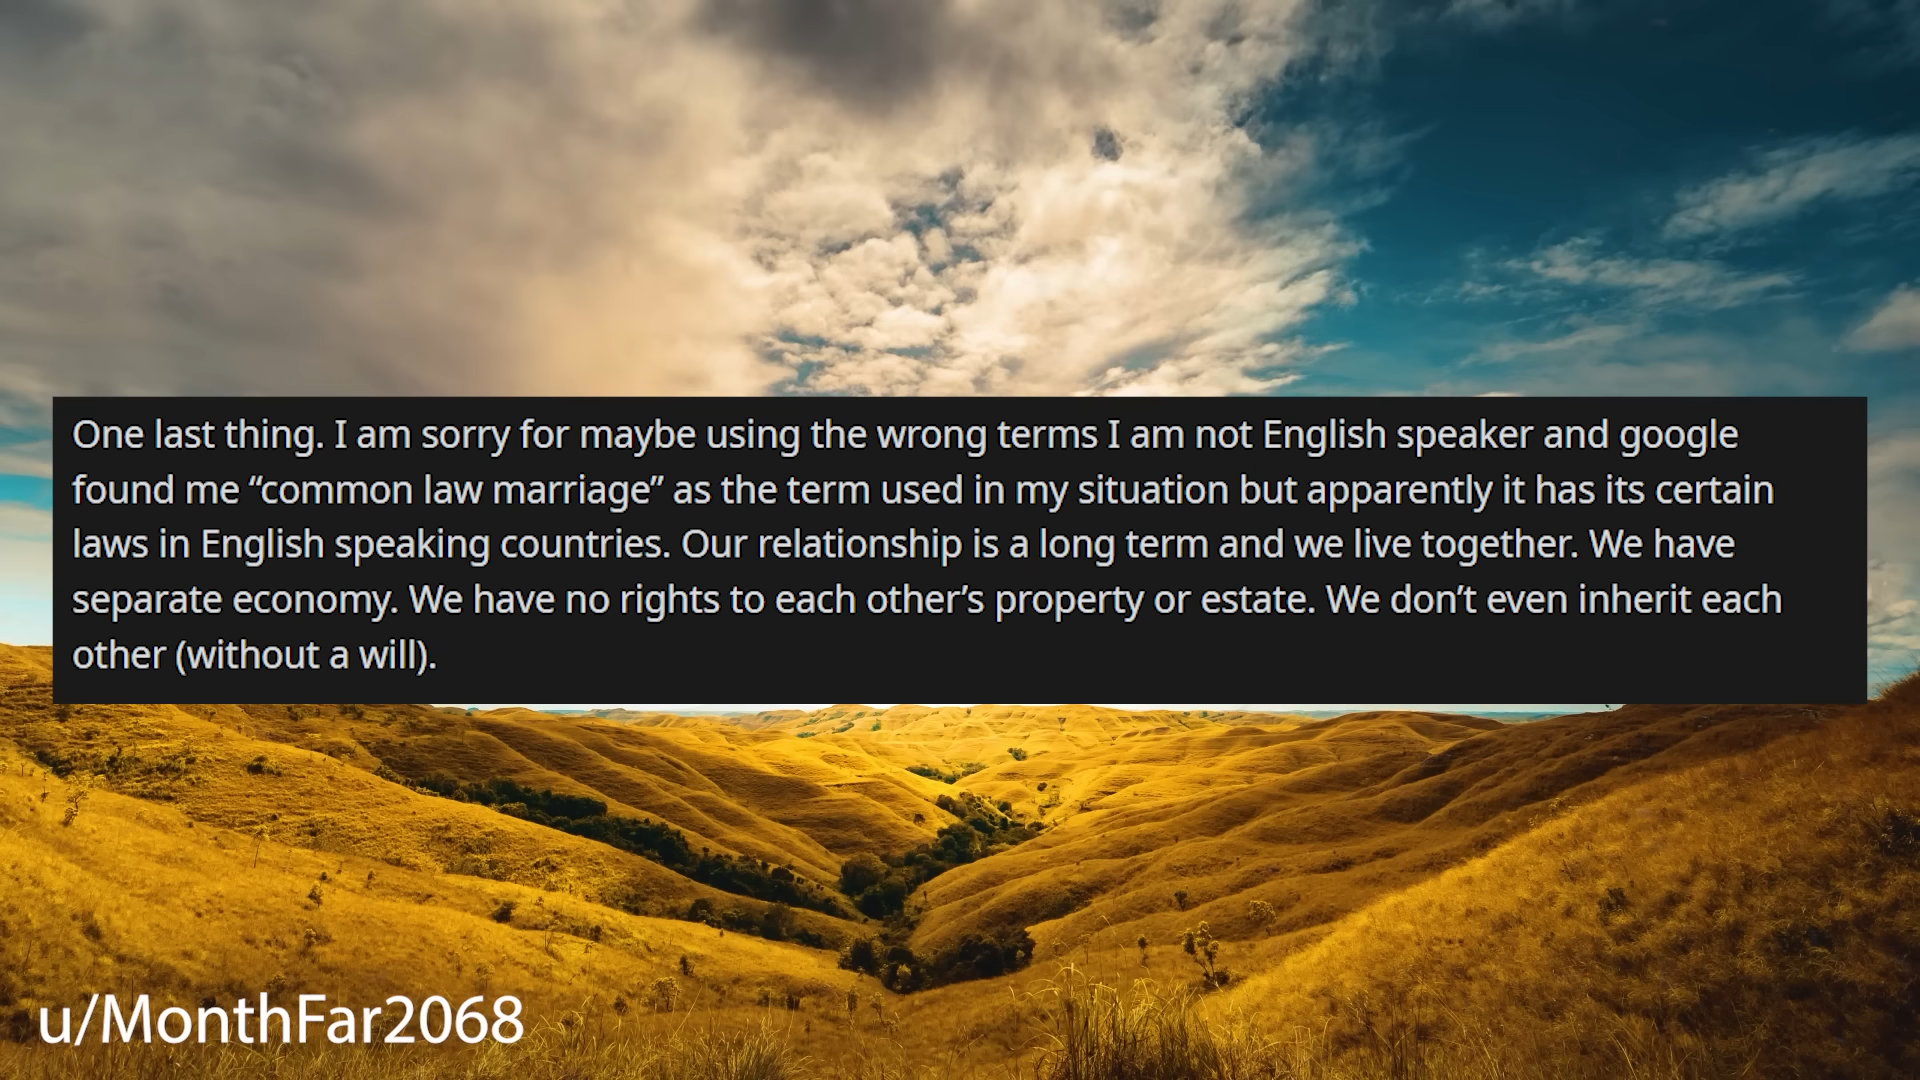 One last thing. I am sorry for maybe using the wrong terms I am not English speaker and google
found me “common law marriage” as the term used in my situation but apparently it has its certain
laws in English speaking countries. Our relationship is a long term and we live together. We have
separate economy. We have no rights to each other’s property or estate. We don’t even inherit each
other (without a will).
u/MonthFar2068